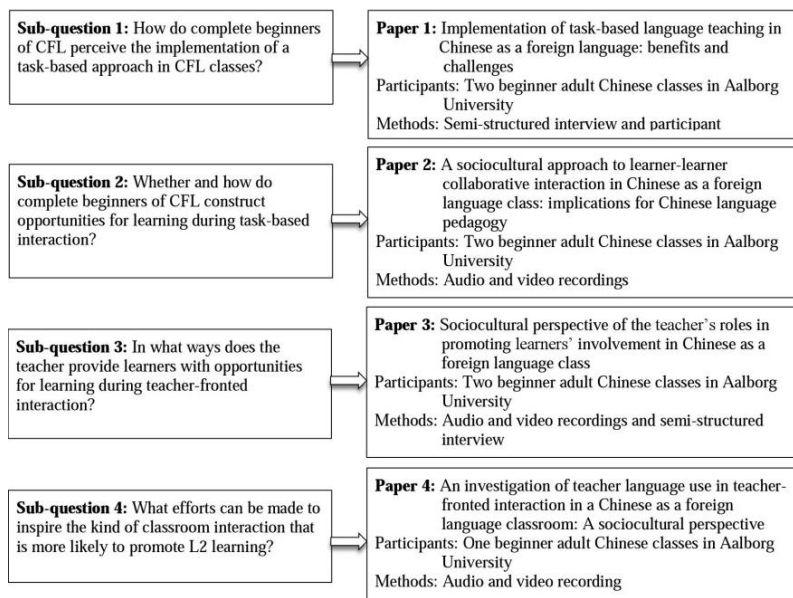 Sub-question 1: How do complete beginners
of CFL perceive the implementation of a
task-based approach in CFL classes?
Paper 1: Implementation of task-based language teaching in
Chinese as a foreign language: benefits and
challenges
Participants: Two beginner adult Chinese classes in Aalborg
University
Methods: Semi-structured interview and participant
Sub-question 2: Whether and how do
complete beginners of CFL construct
opportunities for learning during task-based
interaction?
Paper 2: A sociocultural approach to learner-learner
collaborative interaction in Chinese as a foreign
language class: implications for Chinese language
pedagogy
Participants: Two beginner adult Chinese classes in Aalborg
University
Methods: Audio and video recordings
Sub-question 3: In what ways does the
teacher provide learners with opportunities
for learning during teacher-fronted
interaction?
Paper 3: Sociocultural perspective of the teacher's roles in
promoting learners' involvement in Chinese as a
foreign language class
Participants: Two beginner adult Chinese classes in Aalborg
University
Methods: Audio and video recordings and semi-structured
interview
Sub-question 4: What efforts can be made to
inspire the kind of classroom interaction that
is more likely to promote L2 learning?
Paper 4: An investigation of teacher language use in teacher-
fronted interaction in a Chinese as a foreign
language classroom: A sociocultural perspective
Participants: One beginner adult Chinese classes in Aalborg
University
Methods: Audio and video recording